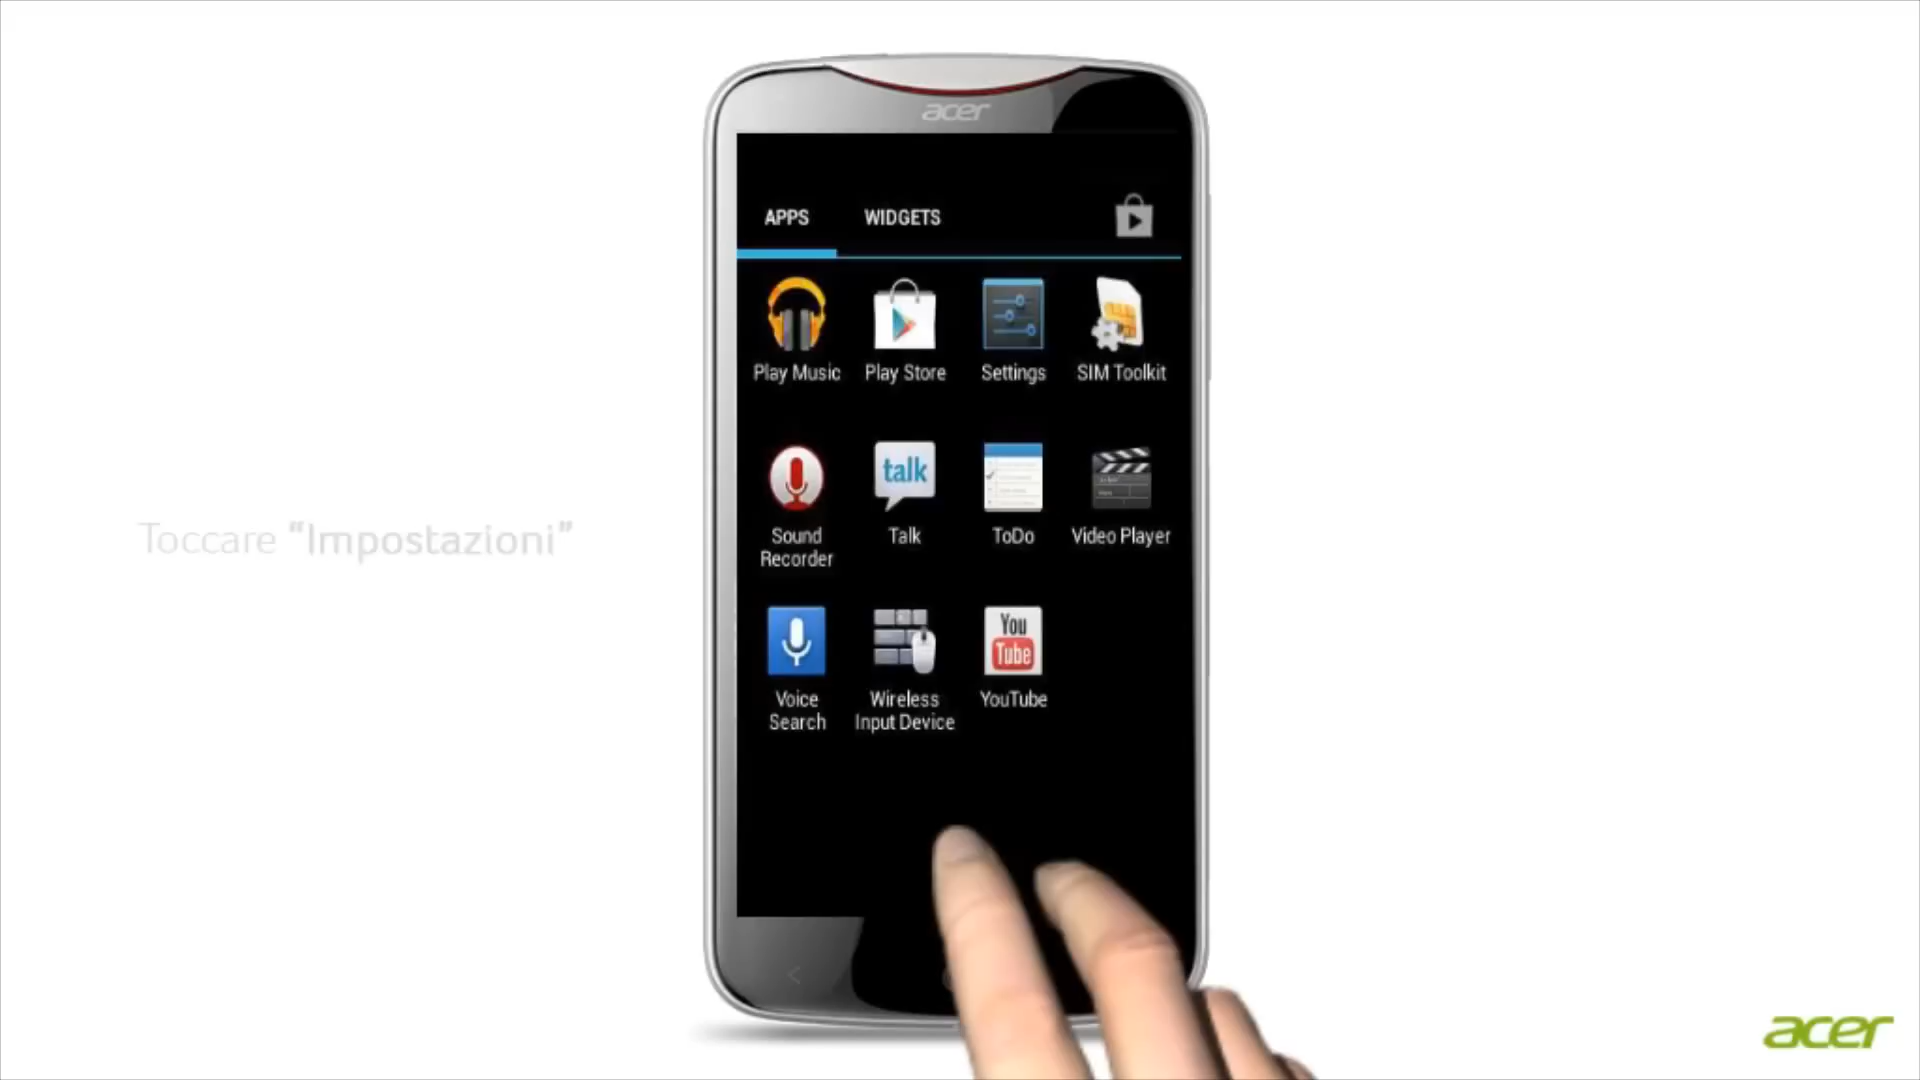 acer
APPS WIDGETS
Play Music Play Store Settings SIM Toolkit
talk
Toccare “Impostazioni”
Sound Talk ToDo Video Player
Recorder
You
Tube
Voice Wireless YouTube
Search Input Device
acer